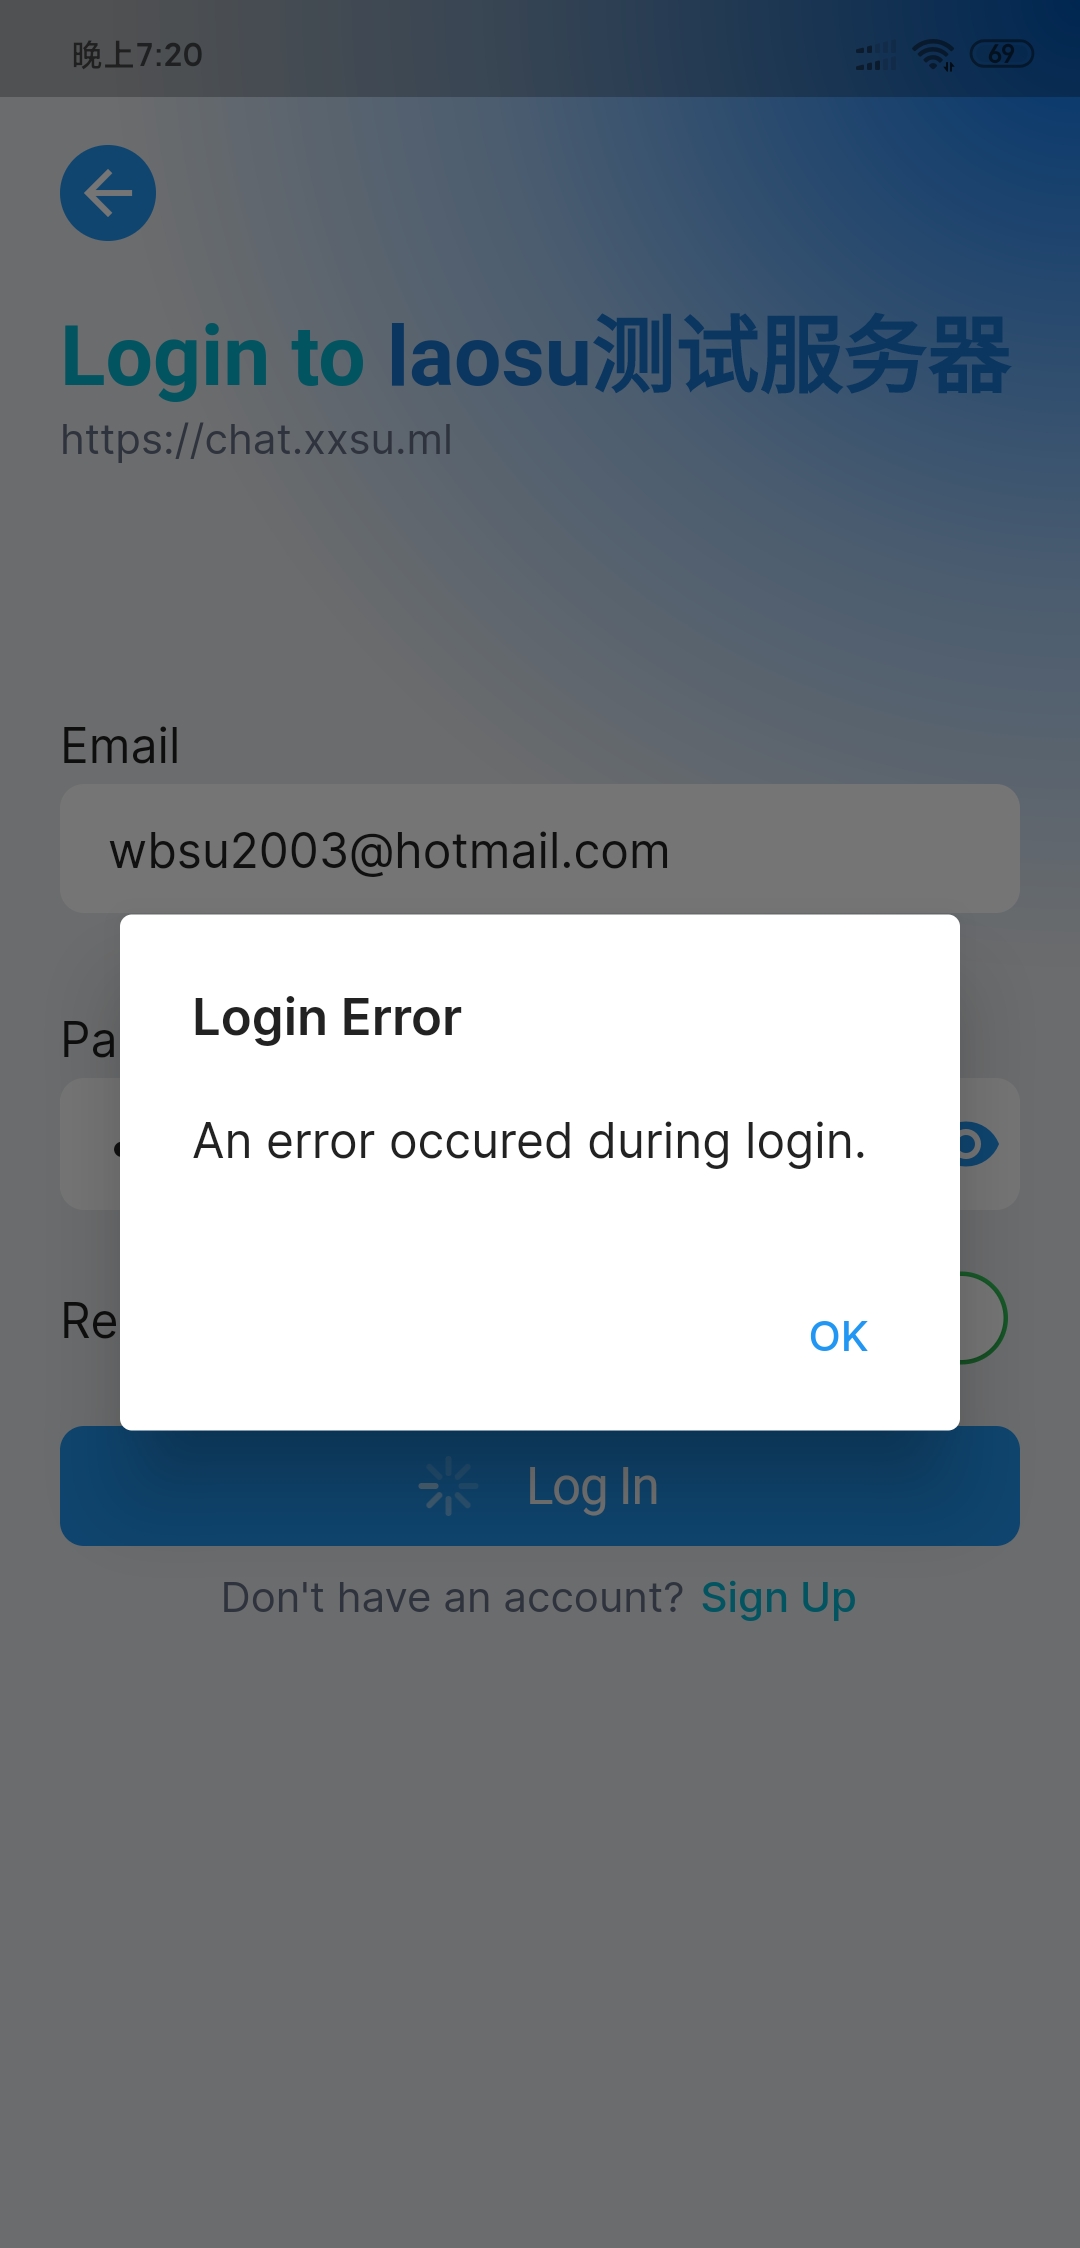 晚上7:20
69
Login to laosu测试服务器
https://chat.xxsu.ml
Email
wbsu2003@hotmail.com
Login Error
Pa
An error occured during login.
Re
OK
Log In
Don't have an account? Sign Up